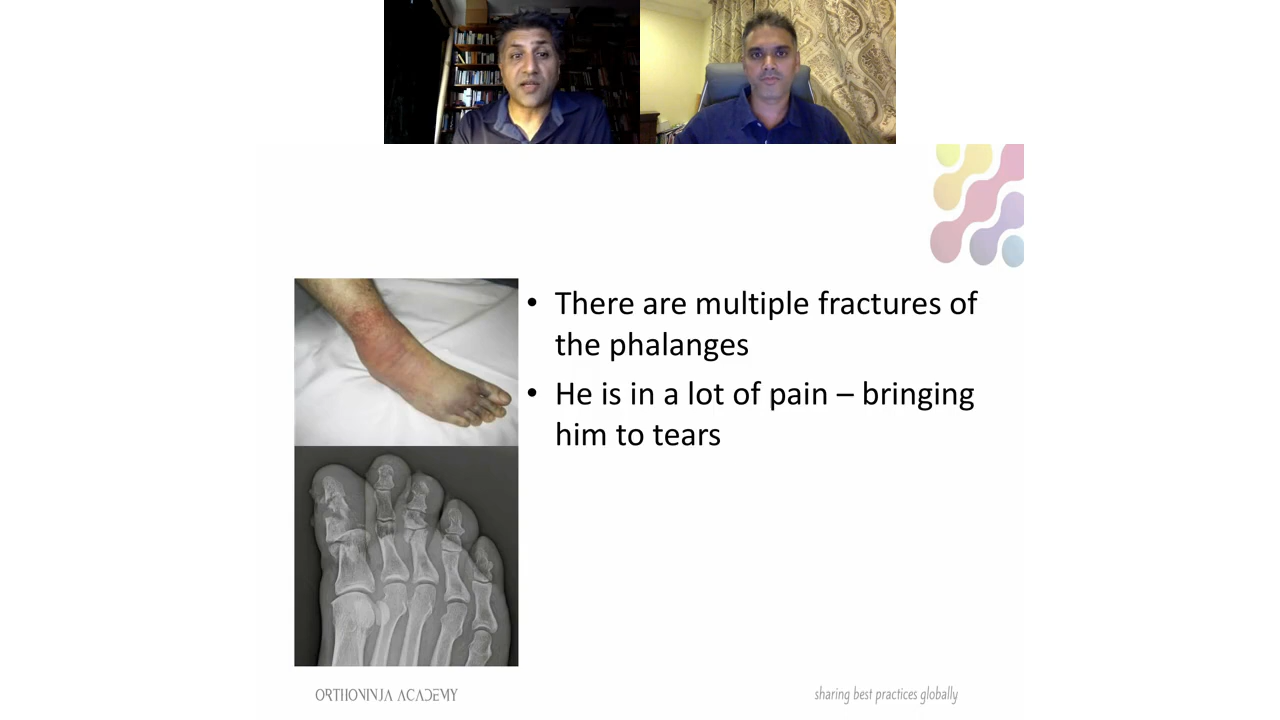 • There are multiple fractures of
the phalanges
• He is in a lot of pain – bringing
him to tears
ORTHONINJA ACADEMY
sharing best practices globally